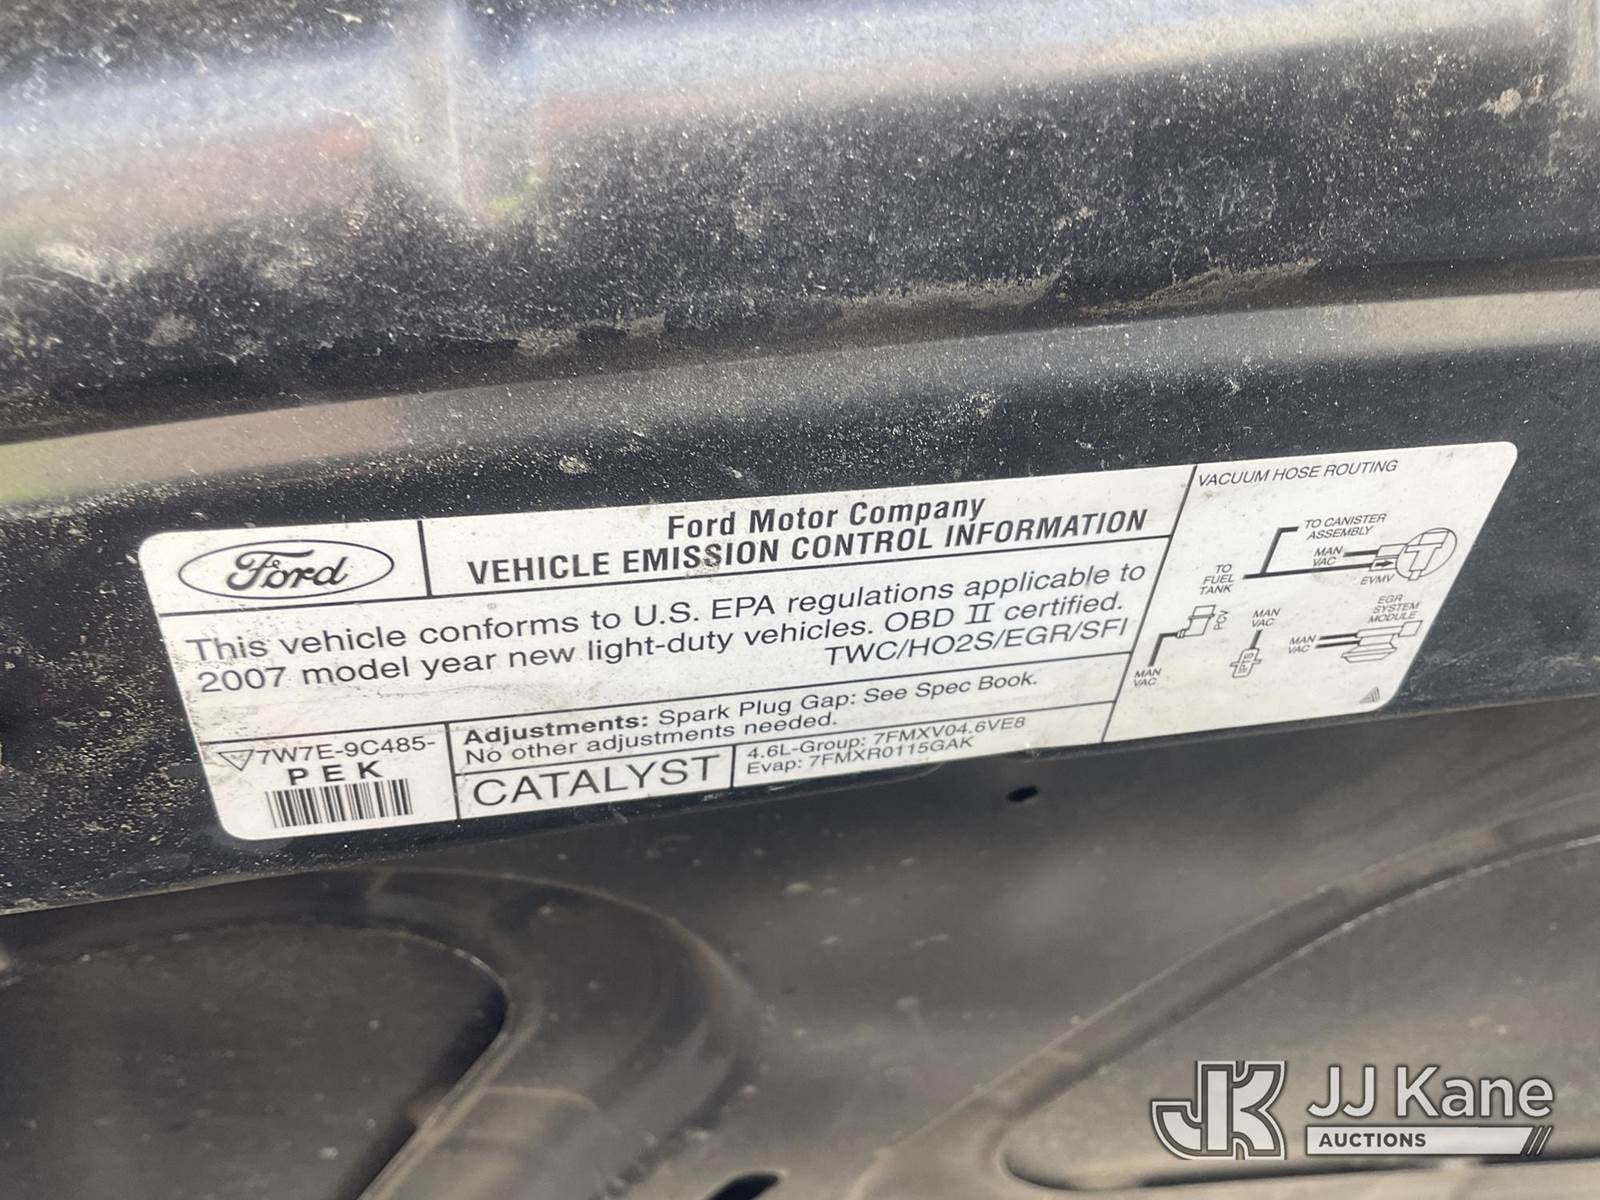 Ford
Ford Motor Company
VEHICLE EMISSION CONTROL INFORMATION
This vehicle conforms to U.S. EPA regulations applicable to
2007 model year new light-duty vehicles. OBD II certified.
TWC/HO2S/EGR/SFI
7W7E-9C485-
PEK
Adjustments: Spark Plug Gap: See Spec Book.
No other adjustments needed.
CATALYST
4.6L-Group: 7FMXV04.6VE8
Evap: 7FMXR0115GAK
VACUUM HOSE ROUTING
TO CANISTER
ASSEMBLY
MAN
VAC
EVMV
TO
FUEL
TANK
PCV
MAN
VAC
MAN
VAC
EGR
SYSTEM
MODULE
MAN
VAC
JK
JJ Kane
AUCTIONS